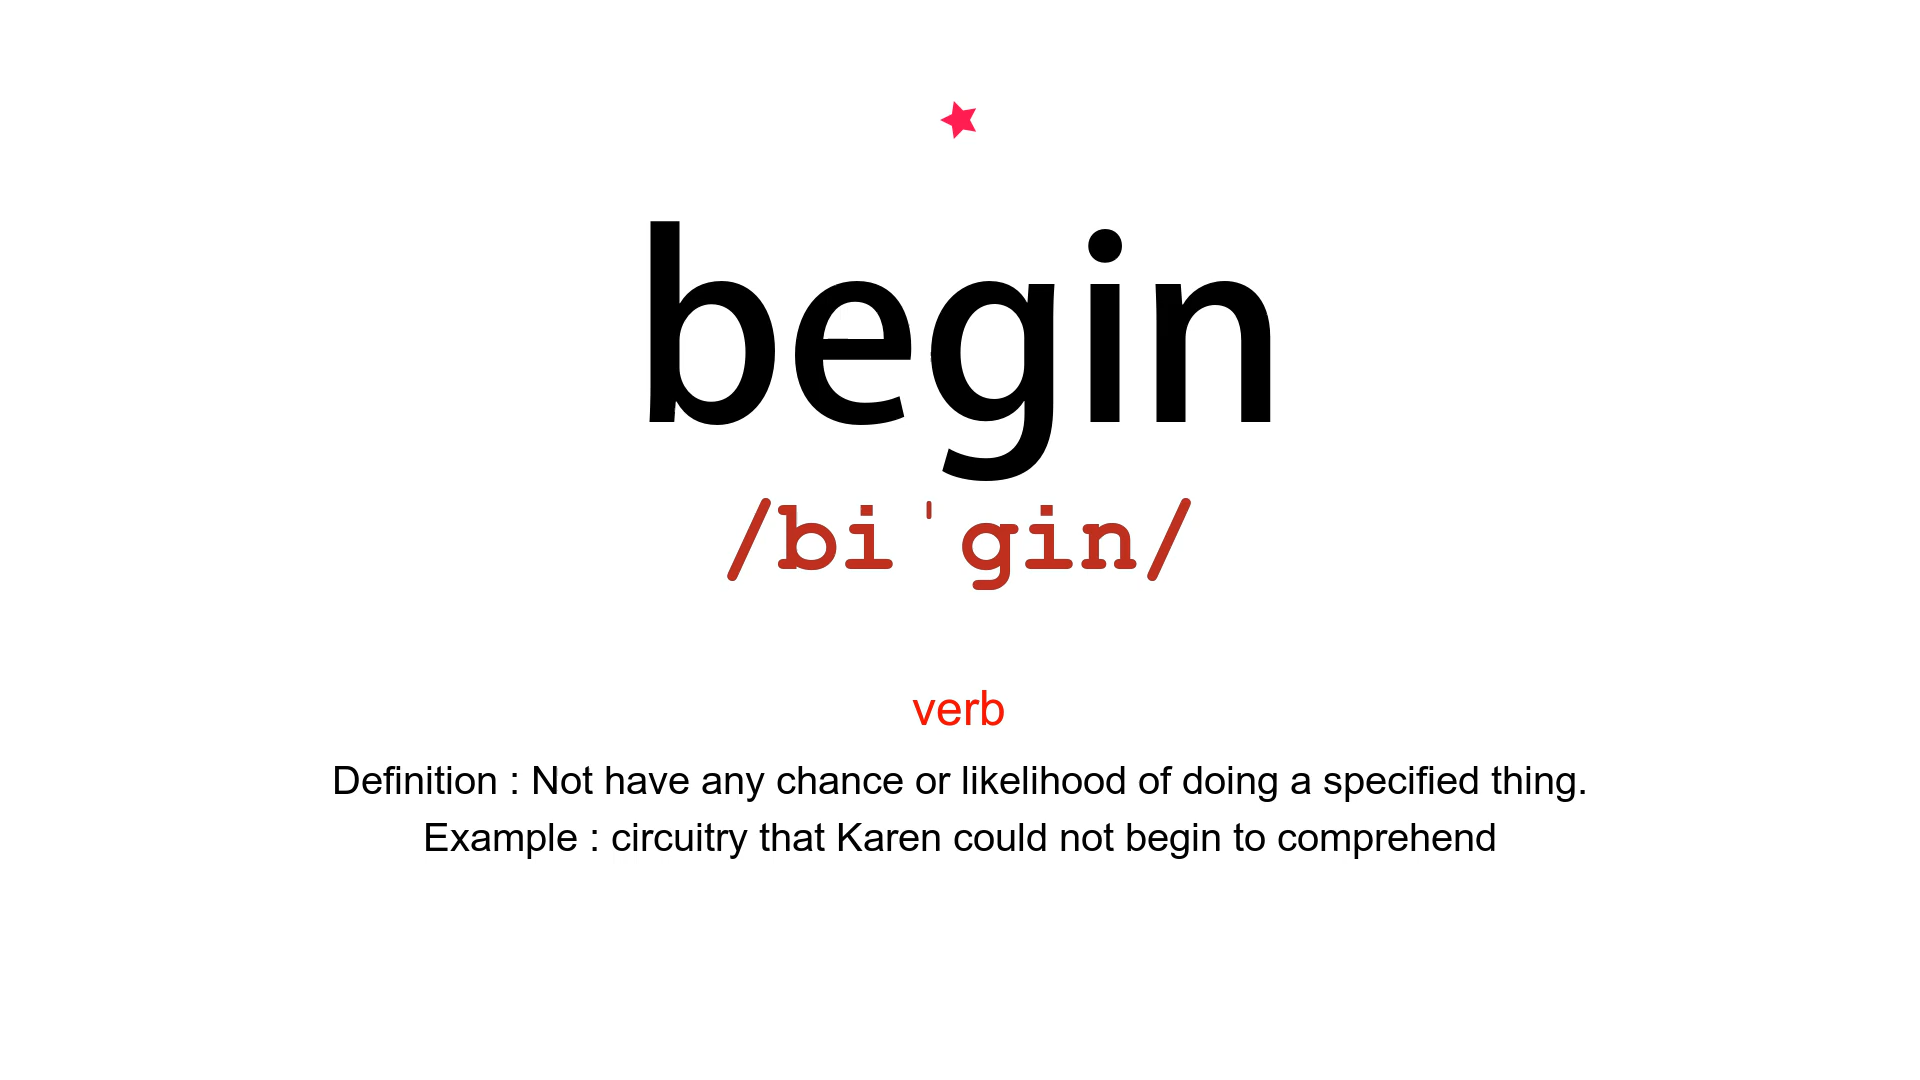 begin
/biˈgin/
verb
Definition : Not have any chance or likelihood of doing a specified thing.
Example : circuitry that Karen could not begin to comprehend